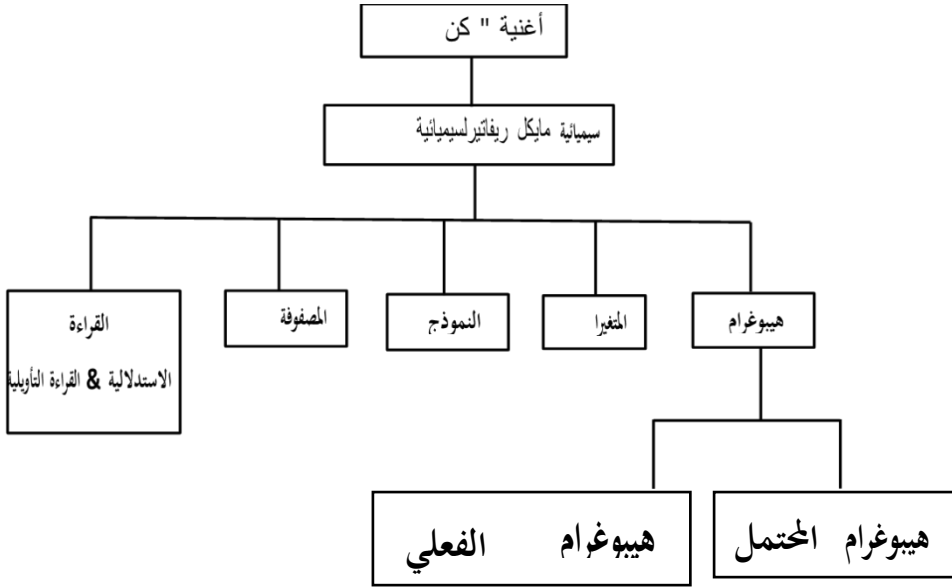 أغنية " كن
سيميائية مايكل ريفاتيرلسيميائية
هيبوغرام
المتغيرا
النموذج
المصفوفة
القراءة
الاستدلالية & القراءة التأويلية
هيبوغرام المحتمل
هيبوغرام الفعلي